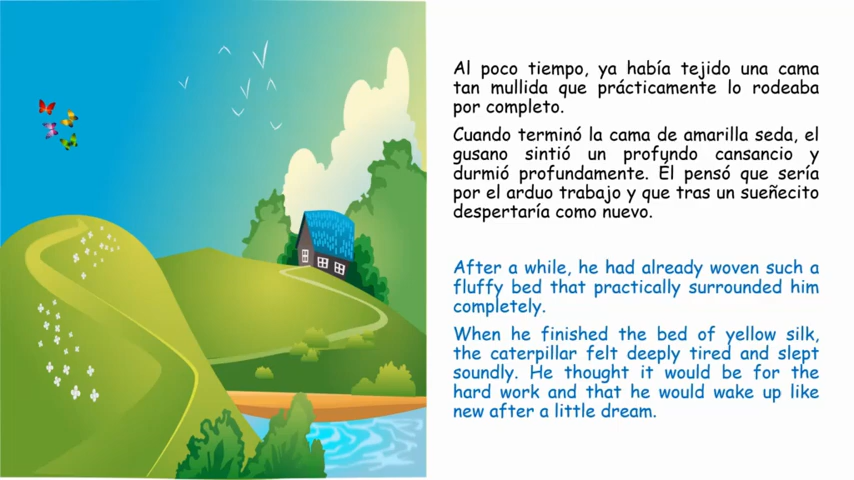 Al poco tiempo, ya había tejido una cama
tan mullida que prácticamente lo rodeaba
por completo.
Cuando terminó la cama de amarilla seda, el
gusano sintió un profundo cansancio y
durmió profundamente. Él pensó que sería
por el arduo trabajo y que tras un sueñecito
despertaría como nuevo.
After a while, he had already woven such a
fluffy bed that practically surrounded him
completely.
When he finished the bed of yellow silk,
the caterpillar felt deeply tired and slept
soundly. He thought it would be for the
hard work and that he would wake up like
new after a little dream.